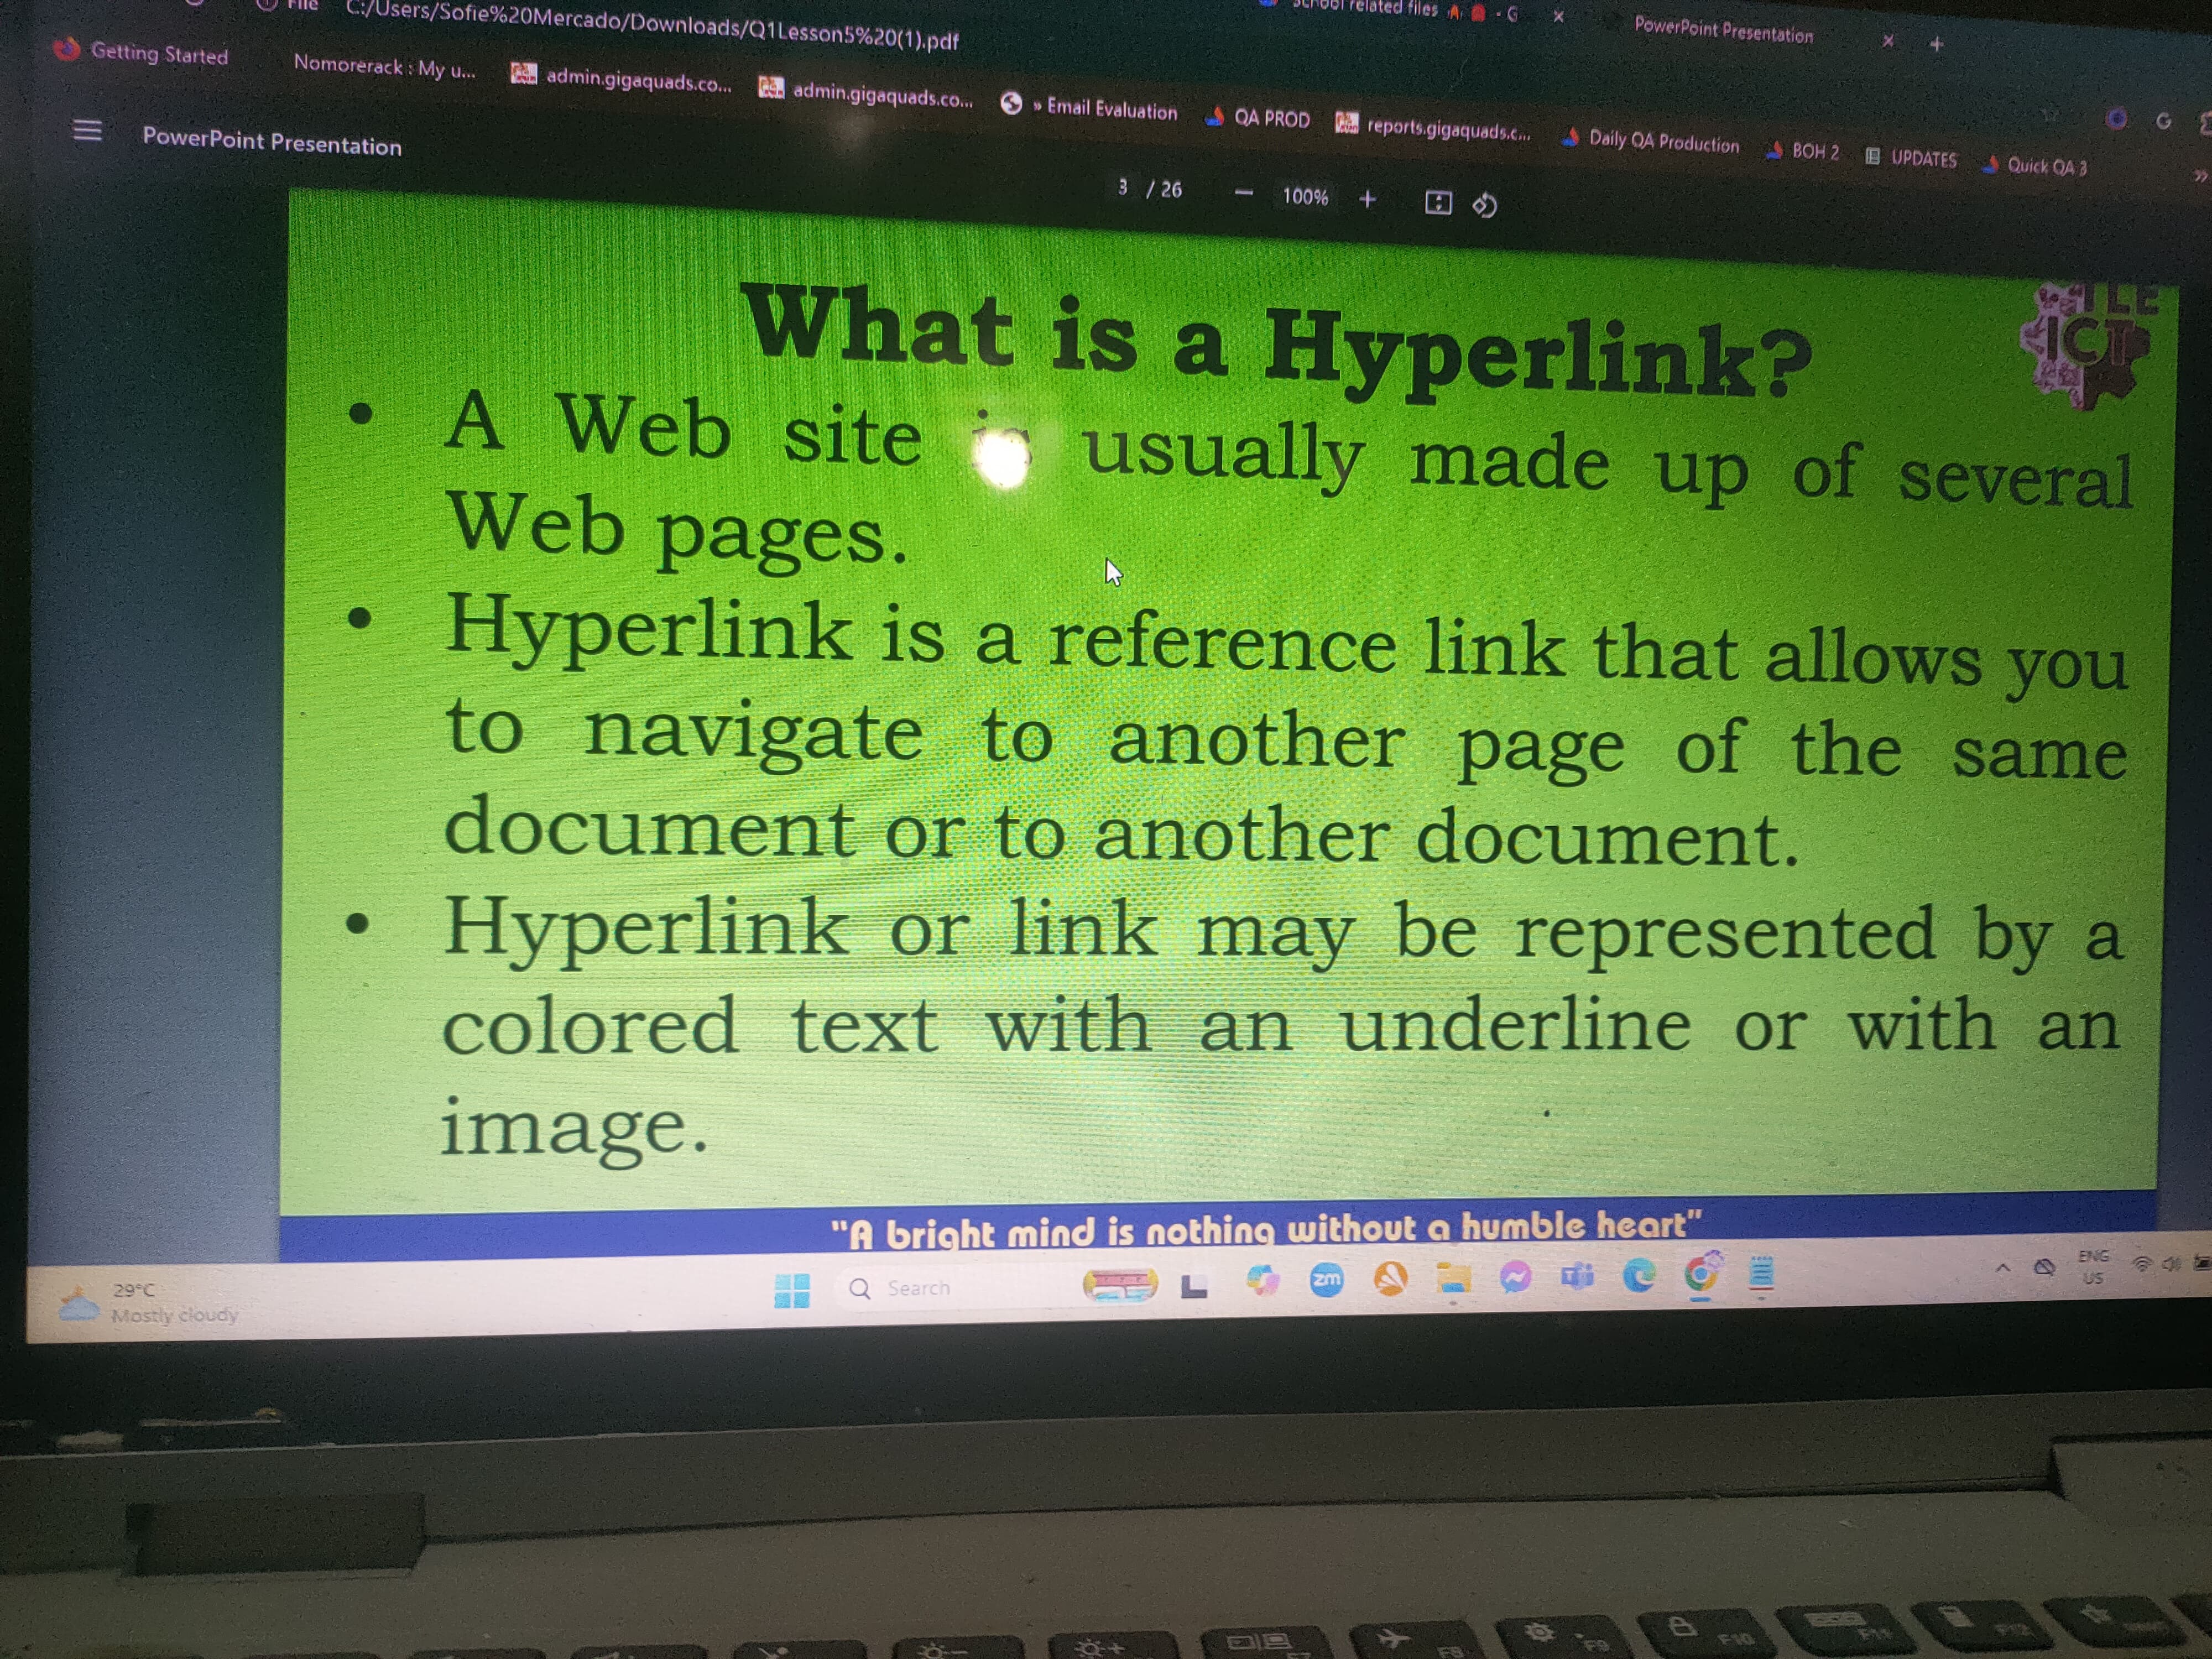 File C:/Users/Sofie%20Mercado/Downloads/Q1Lesson5%20(1).pdf
School related files - G
PowerPoint Presentation
Getting Started
Nomorerack : My u...
admin.gigaquads.co...
admin.gigaquads.co...
» Email Evaluation
QA PROD
reports.gigaquads.c...
Daily QA Production
BOH 2
UPDATES
Quick QA 3
PowerPoint Presentation
3 / 26
100%
TLE
ICT
What is a Hyperlink?
• A Web site is usually made up of several
Web pages.
• Hyperlink is a reference link that allows you
to navigate to another page of the same
document or to another document.
• Hyperlink or link may be represented by a
colored text with an underline or with an
image.
"A bright mind is nothing without a humble heart"
29°C
Mostly cloudy
Search
zm
ENG
US
F8
F9
F10
F11
F12